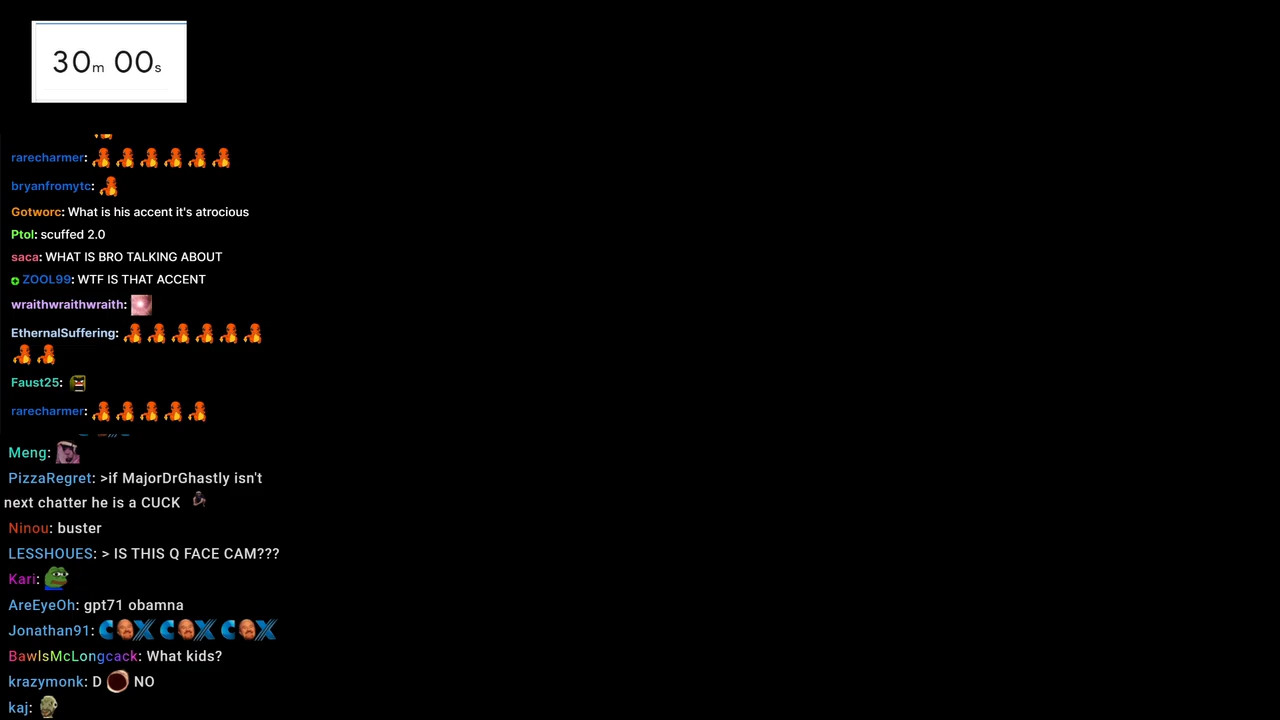 30m 00s
rarecharmer:
bryanfromytc:
Gotworc: What is his accent it's atrocious
Ptol: scuffed 2.0
saca: WHAT IS BRO TALKING ABOUT
ZOOL99: WTF IS THAT ACCENT
wraithwraithwraith:
EthernalSuffering:
Faust25:
rarecharmer:
Meng:
PizzaRegret: >if MajorDrGhastly isn't
next chatter he is a CUCK
Ninou: buster
LESSHOUES: > IS THIS Q FACE CAM???
Kari:
AreEyeOh: gpt71 obamna
Jonathan91:
BawlsMcLongcack: What kids?
krazymonk: D NO
kaj: